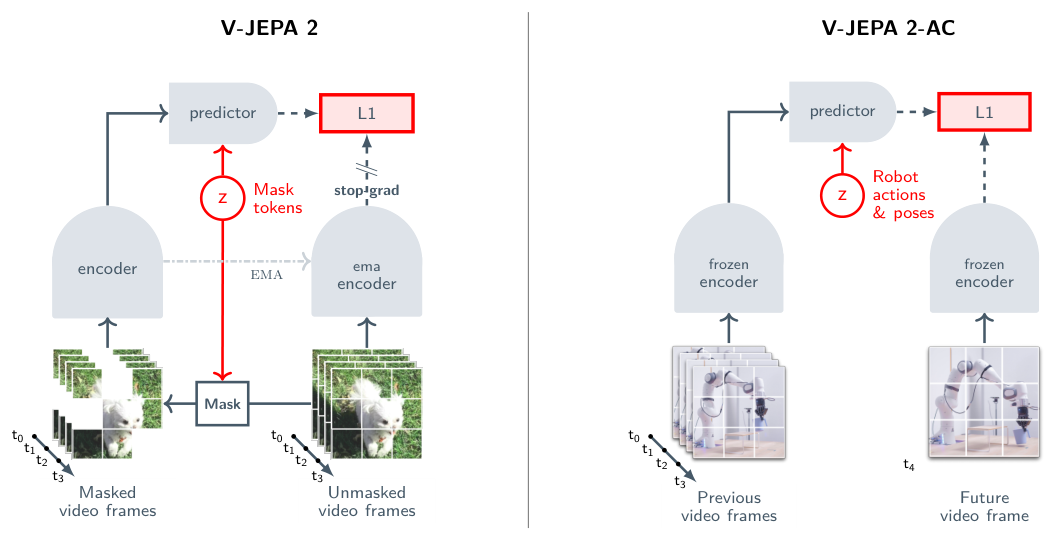 V-JEPA 2
predictor
L1
stop grad
z
Mask
tokens
encoder
EMA
ema
encoder
Mask
t0
t1
t2
t3
Masked
video frames
t0
t1
t2
t3
Unmasked
video frames
V-JEPA 2-AC
predictor
L1
z
Robot
actions
& poses
frozen
encoder
frozen
encoder
t0
t1
t2
t3
Previous
video frames
t4
Future
video frame